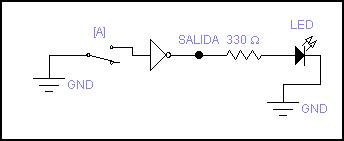 LED
[A]
SALIDA 330 Ω
GND
GND